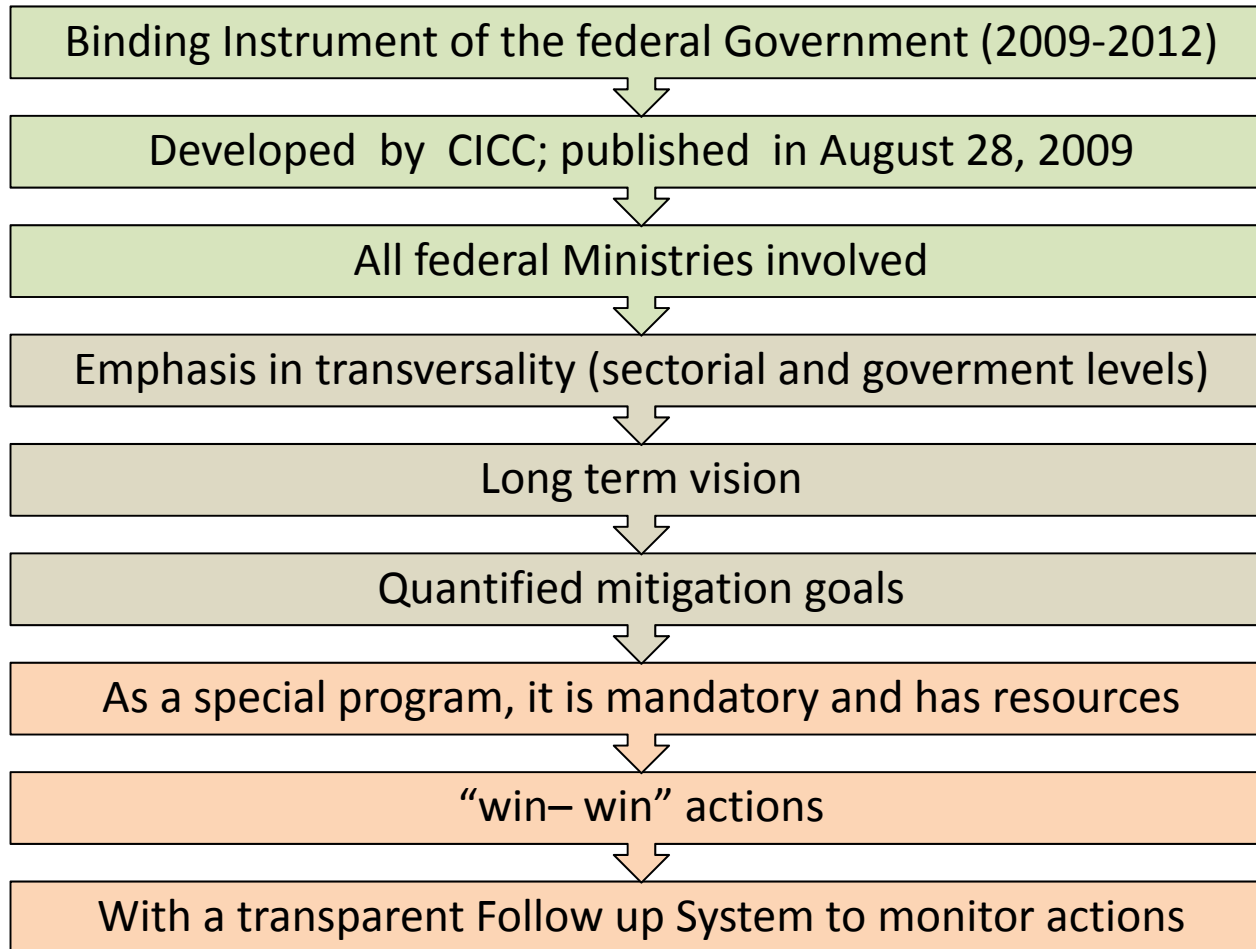 Binding Instrument of the federal Government (2009-2012)
Developed by CICC; published in August 28, 2009
All federal Ministries involved
Emphasis in transversality (sectorial and goverment levels)
Long term vision
Quantified mitigation goals
As a special program, it is mandatory and has resources
“win– win” actions
With a transparent Follow up System to monitor actions